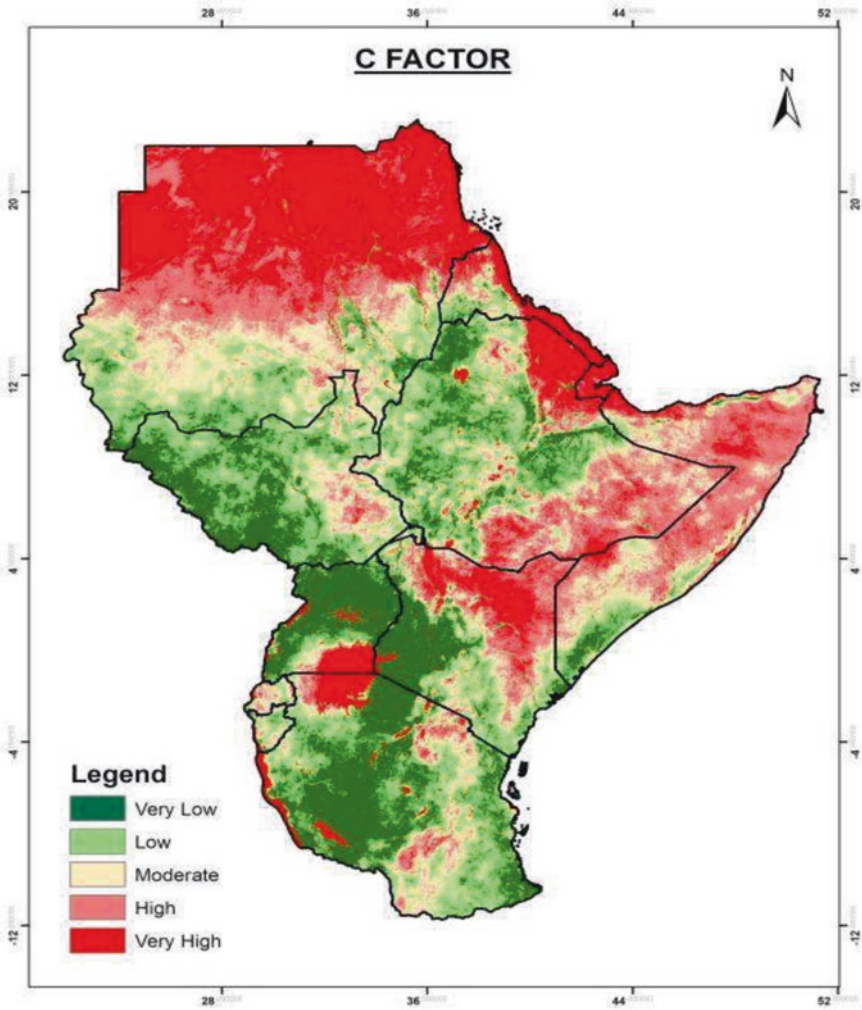 28 36 44 52
C FACTOR
N
20 20
12 12
4 4
-4 -4
-12 -12
Legend
Very Low
Low
Moderate
High
Very High
28 36 44 52